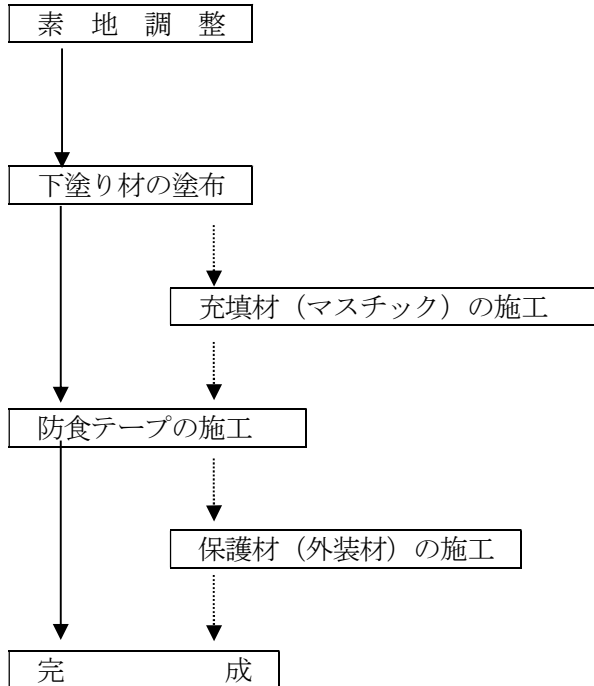 素　地　調　整
下塗り材の塗布
充填材（マスチック）の施工
防食テープの施工
保護材（外装材）の施工
完　　　　　　　成